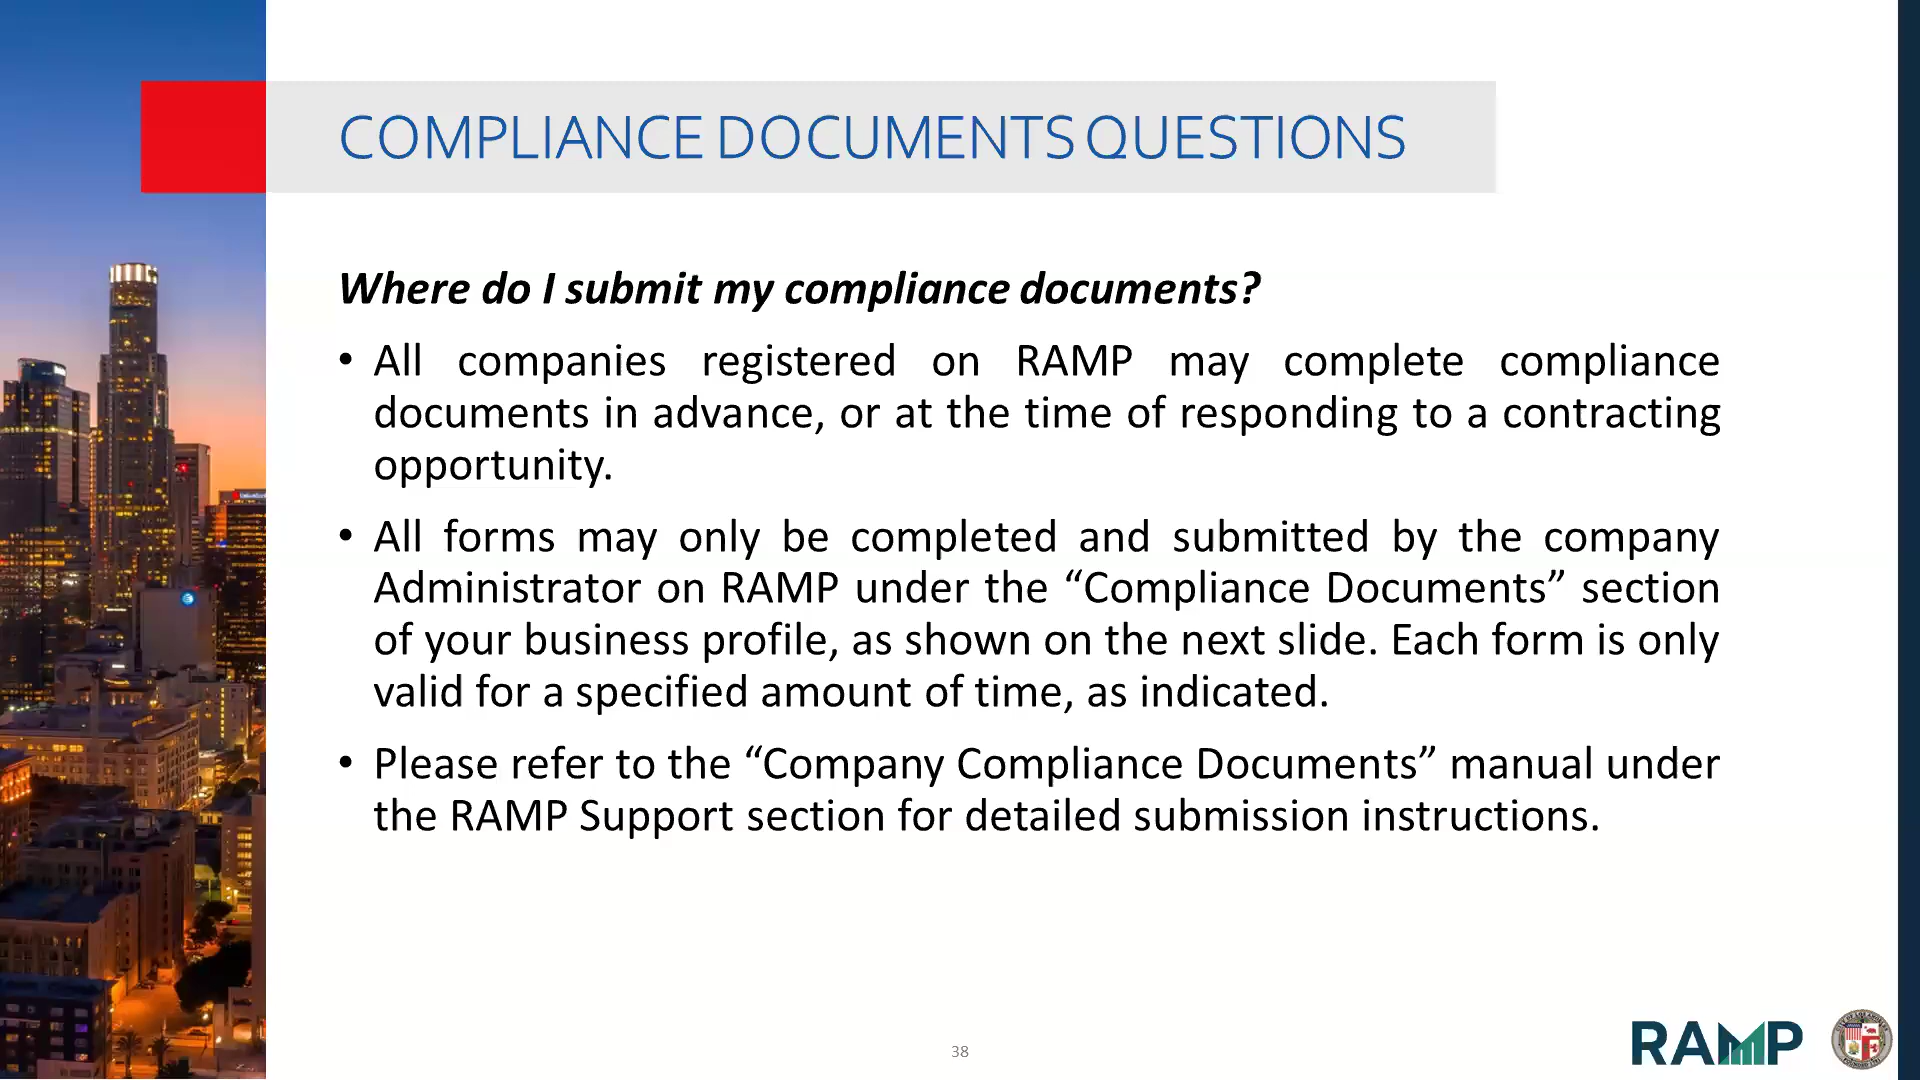 COMPLIANCE DOCUMENTS QUESTIONS
Where do I submit my compliance documents?
• All companies registered on RAMP may complete compliance
documents in advance, or at the time of responding to a contracting
opportunity.
• All forms may only be completed and submitted by the company
Administrator on RAMP under the “Compliance Documents” section
of your business profile, as shown on the next slide. Each form is only
valid for a specified amount of time, as indicated.
• Please refer to the “Company Compliance Documents” manual under
the RAMP Support section for detailed submission instructions.
38
RAMP